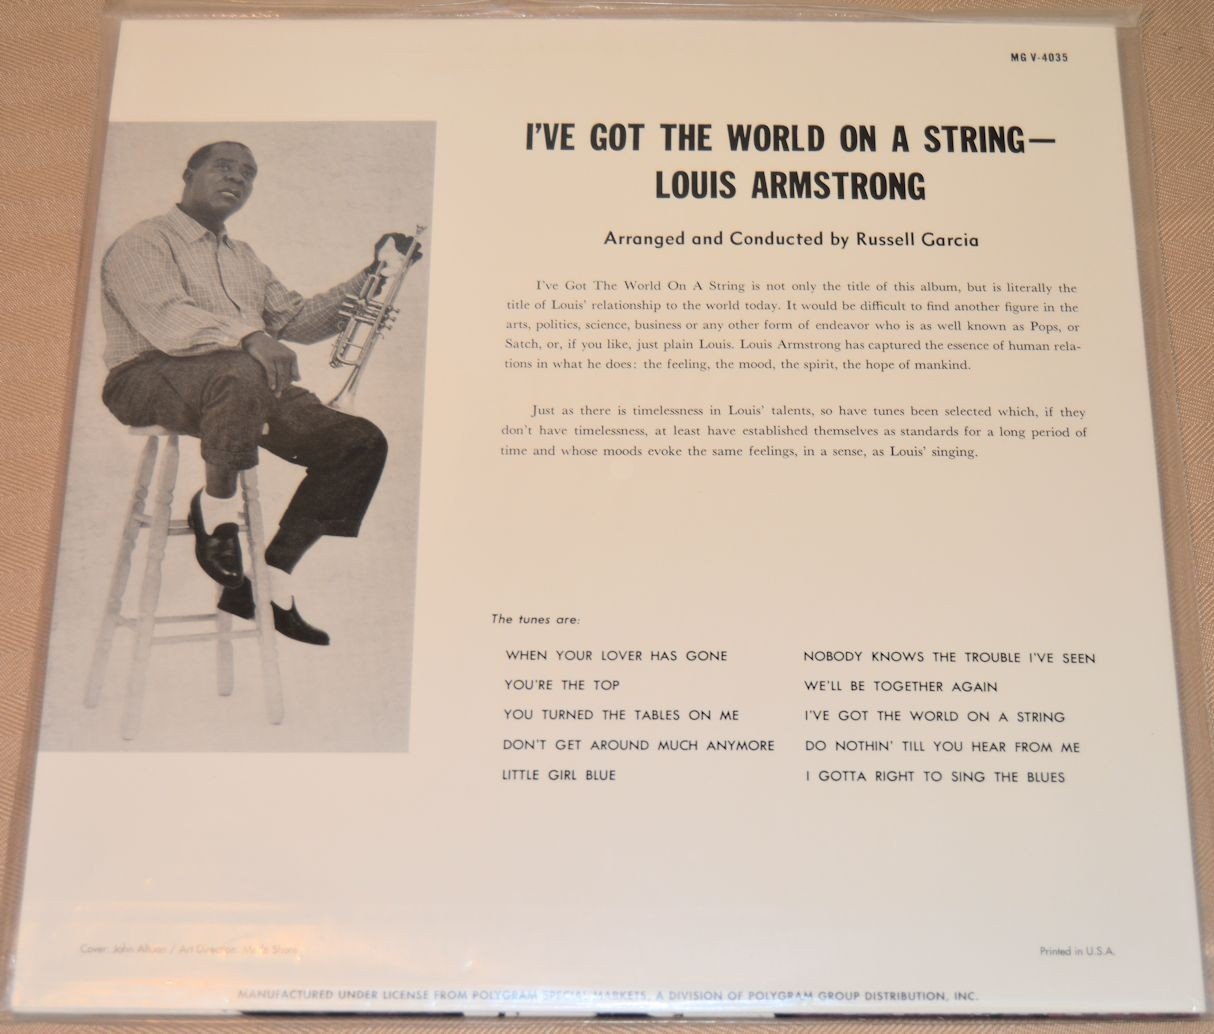 MG V-4035
I'VE GOT THE WORLD ON A STRING—
LOUIS ARMSTRONG
Arranged and Conducted by Russell Garcia
I've Got The World On A String is not only the title of this album, but is literally the
title of Louis' relationship to the world today. It would be difficult to find another figure in the
arts, politics, science, business or any other form of endeavor who is as well known as Pops, or
Satch, or, if you like, just plain Louis. Louis Armstrong has captured the essence of human rela-
tions in what he does: the feeling, the mood, the spirit, the hope of mankind.
Just as there is timelessness in Louis' talents, so have tunes been selected which, if they
don't have timelessness, at least have established themselves as standards for a long period of
time and whose moods evoke the same feelings, in a sense, as Louis' singing.
The tunes are:
WHEN YOUR LOVER HAS GONE
YOU'RE THE TOP
YOU TURNED THE TABLES ON ME
DON'T GET AROUND MUCH ANYMORE
LITTLE GIRL BLUE
NOBODY KNOWS THE TROUBLE I'VE SEEN
WE'LL BE TOGETHER AGAIN
I'VE GOT THE WORLD ON A STRING
DO NOTHIN' TILL YOU HEAR FROM ME
I GOTTA RIGHT TO SING THE BLUES
Cover: John / Art Direction:
Printed in U.S.A.
MANUFACTURED UNDER LICENSE FROM POLYGRAM SPECIAL MARKETS, A DIVISION OF POLYGRAM GROUP DISTRIBUTION, INC.